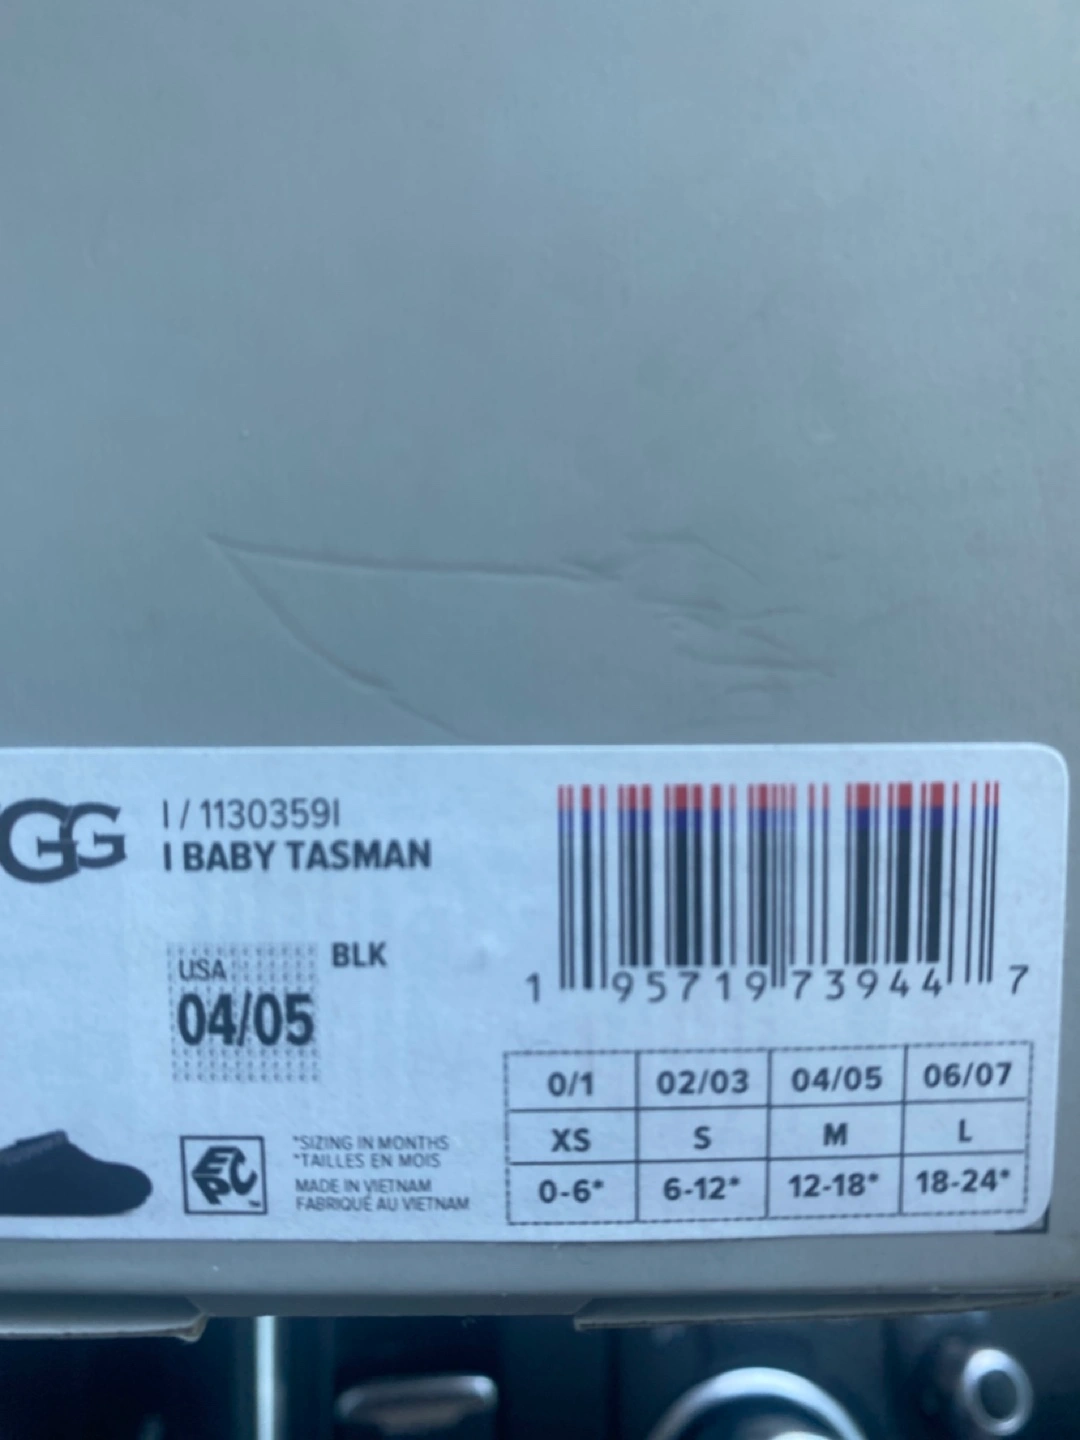 UGG
I / 1130359I
I BABY TASMAN
BLK
USA
04/05
1 95719 73944 7
0/1 02/03 04/05 06/07
XS S M L
0-6* 6-12* 12-18* 18-24*
EPC™
*SIZING IN MONTHS
*TAILLES EN MOIS
MADE IN VIETNAM
FABRIQUÉ AU VIETNAM